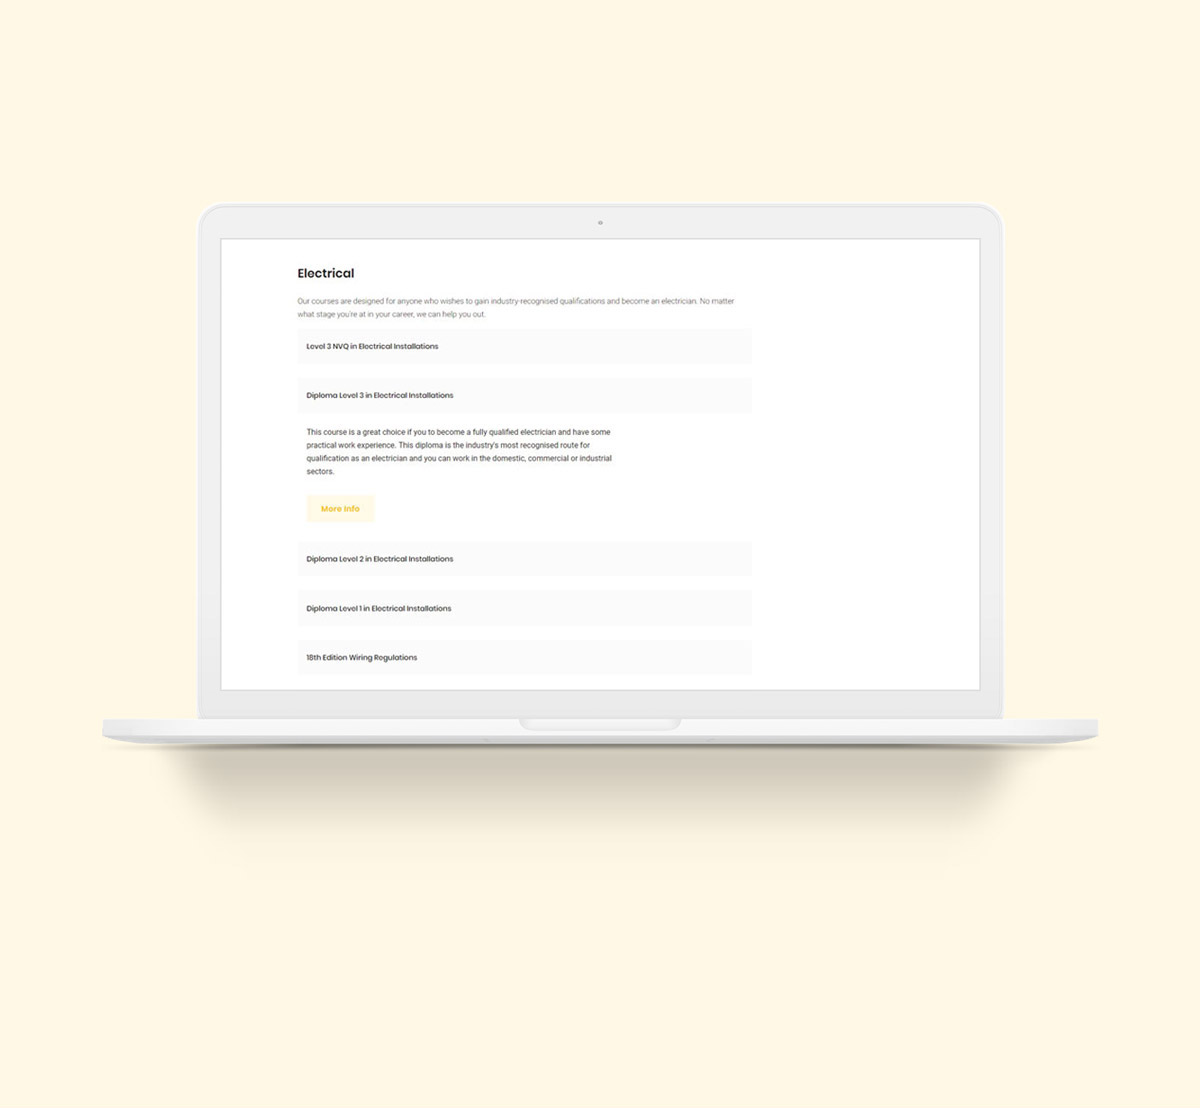 Electrical
Our courses are designed for anyone who wishes to gain industry-recognised qualifications and become an electrician. No matter
what stage you're at in your career, we can help you out.
Level 3 NVQ in Electrical Installations
Diploma Level 3 in Electrical Installations
This course is a great choice if you to become a fully qualified electrician and have some
practical work experience. This diploma is the industry's most recognised route for
qualification as an electrician and you can work in the domestic, commercial or industrial
sectors.
More Info
Diploma Level 2 in Electrical Installations
Diploma Level 1 in Electrical Installations
18th Edition Wiring Regulations